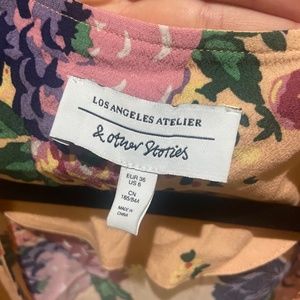 LOS ANGELES ATELIER
& other Stories
EUR 36
US 6
CN
165/84A
MADE IN
CHINA